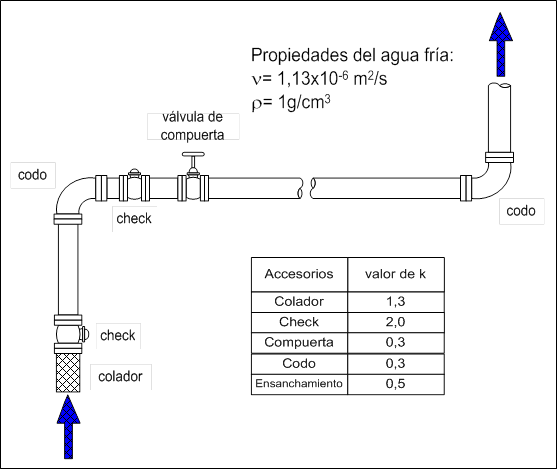 Propiedades del agua fría:
ν= 1,13x10⁻⁶ m²/s
ρ= 1g/cm³
válvula de
compuerta
codo
check
codo
check
colador
Accesorios valor de k
Colador 1,3
Check 2,0
Compuerta 0,3
Codo 0,3
Ensanchamiento 0,5